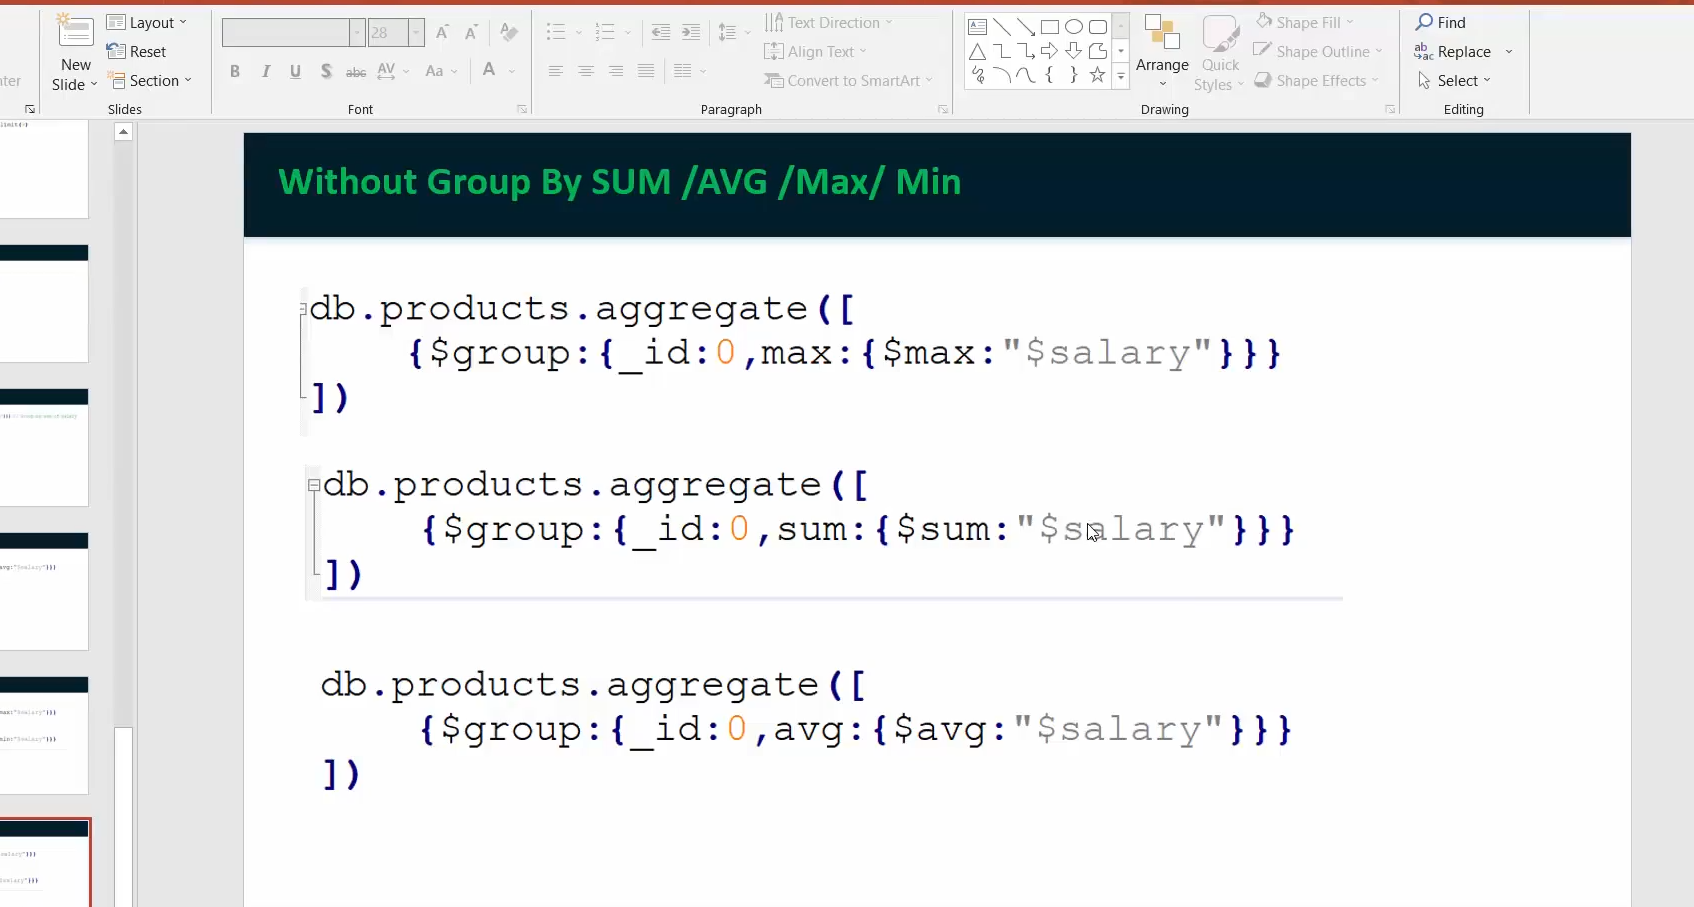 Layout
Text Direction
Find
28
New
Slide
Reset
Align Text
Arrange
Quick
Styles
Shape Fill
Shape Outline
Replace
Section
B I U S abc AV Aa A
Convert to SmartArt
Shape Effects
Select
Slides
Font
Paragraph
Drawing
Editing
Without Group By SUM /AVG /Max/ Min
db.products.aggregate([
{$group:{_id:0,max:{$max:"$salary"}}}
])
db.products.aggregate([
{$group:{_id:0,sum:{$sum:"$salary"}}}
])
db.products.aggregate([
{$group:{_id:0,avg:{$avg:"$salary"}}}
])